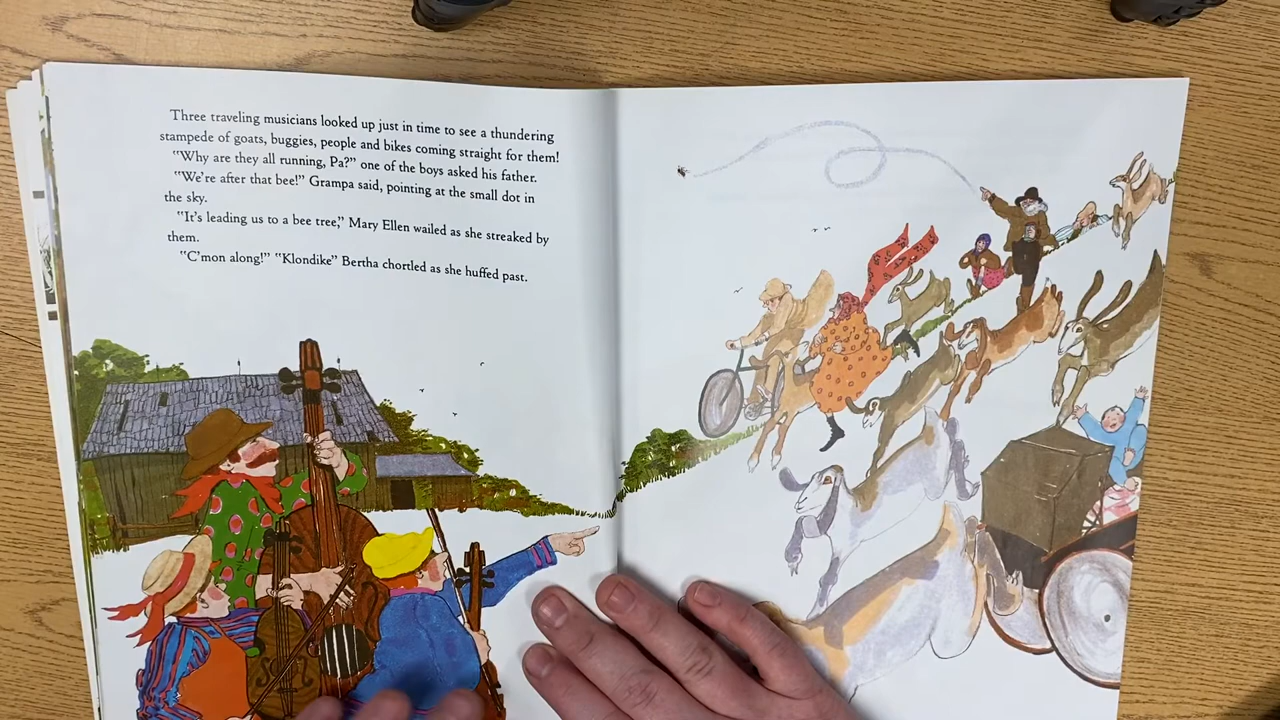 Three traveling musicians looked up just in time to see a thundering
stampede of goats, buggies, people and bikes coming straight for them!
"Why are they all running, Pa?" one of the boys asked his father.
"We're after that bee!" Grampa said, pointing at the small dot in
the sky.
"It's leading us to a bee tree," Mary Ellen wailed as she streaked by
them.
"C'mon along!" "Klondike" Bertha chortled as she huffed past.